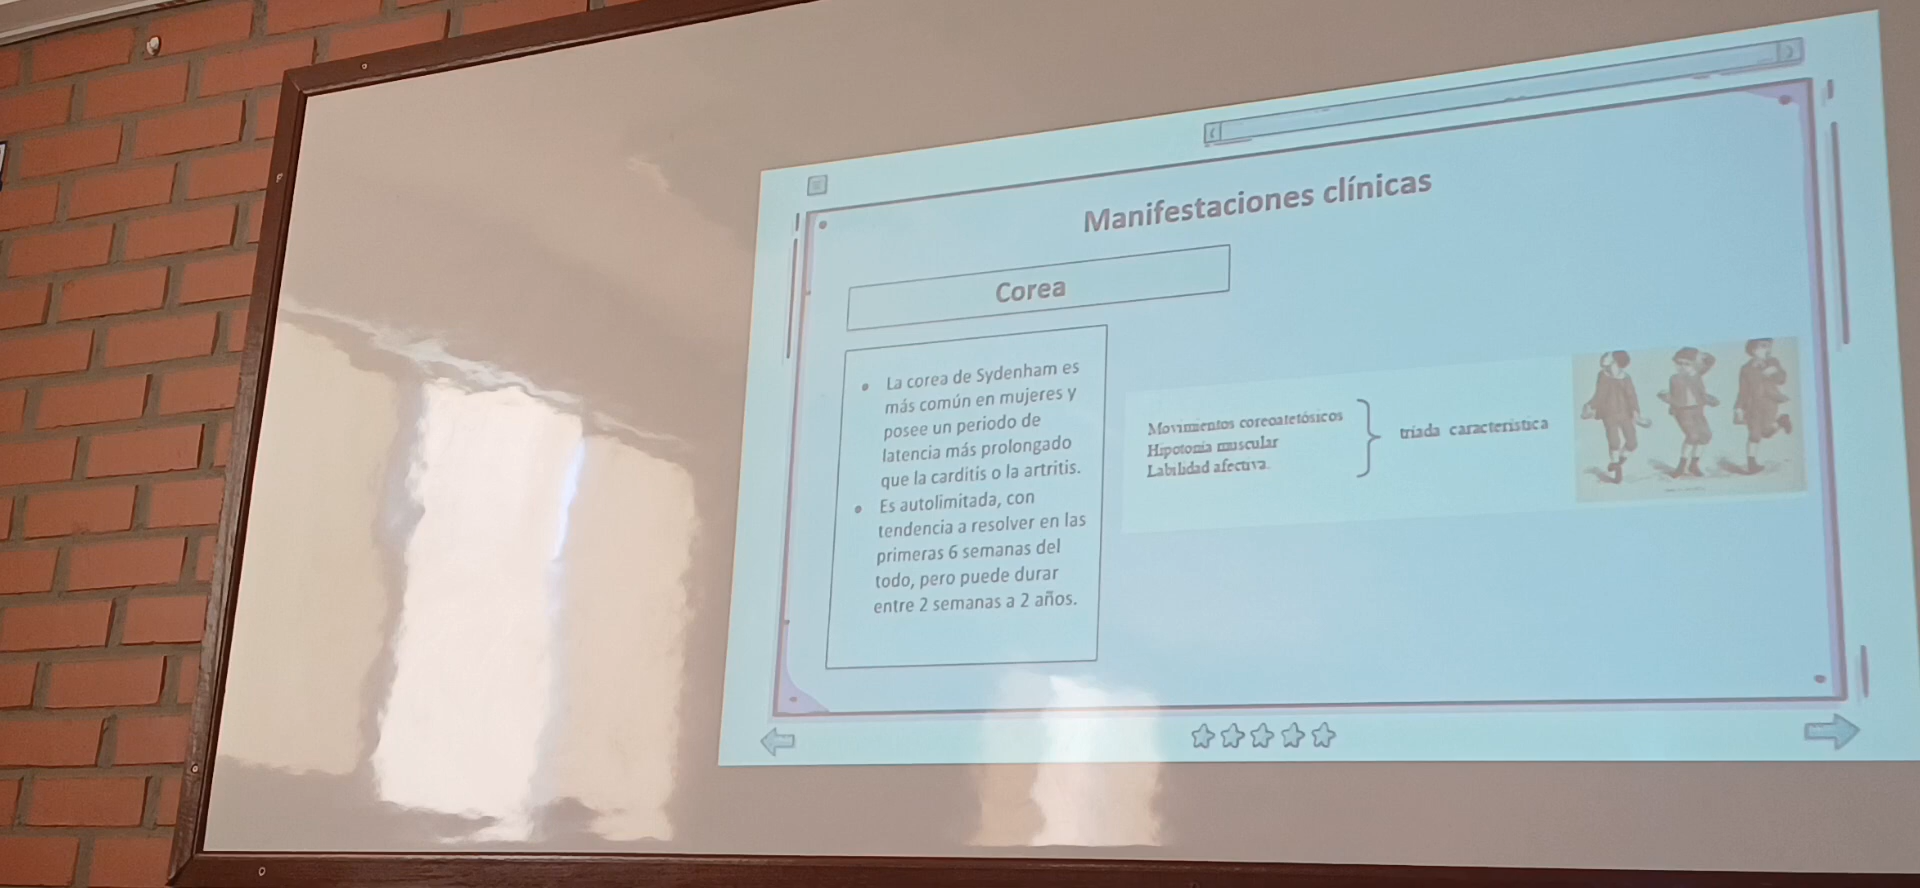 Manifestaciones clínicas
Corea
La corea de Sydenham es
más común en mujeres y
posee un periodo de
latencia más prolongado
que la carditis o la artritis.
Es autolimitada, con
tendencia a resolver en las
primeras 6 semanas del
todo, pero puede durar
entre 2 semanas a 2 años.
Movimientos coreoatetósicos
Hipotonia muscular
Labilidad afectiva.
triada caracteristica